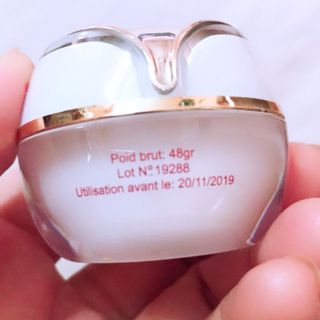 Poid brut: 48gr
Lot N° 19288
Utilisation avant le: 20/11/2019